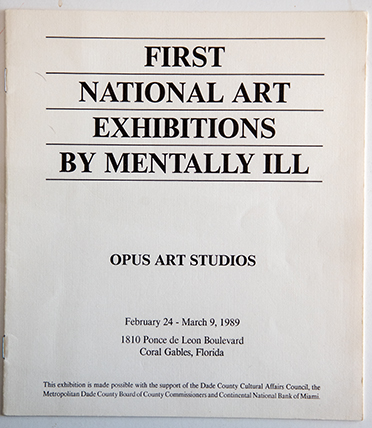 FIRST
NATIONAL ART
EXHIBITIONS
BY MENTALLY ILL
OPUS ART STUDIOS
February 24 - March 9, 1989
1810 Ponce de Leon Boulevard
Coral Gables, Florida
This exhibition is made possible with the support of the Dade County Cultural Affairs Council, the
Metropolitan Dade County Board of County Commissioners and Continental National Bank of Miami.